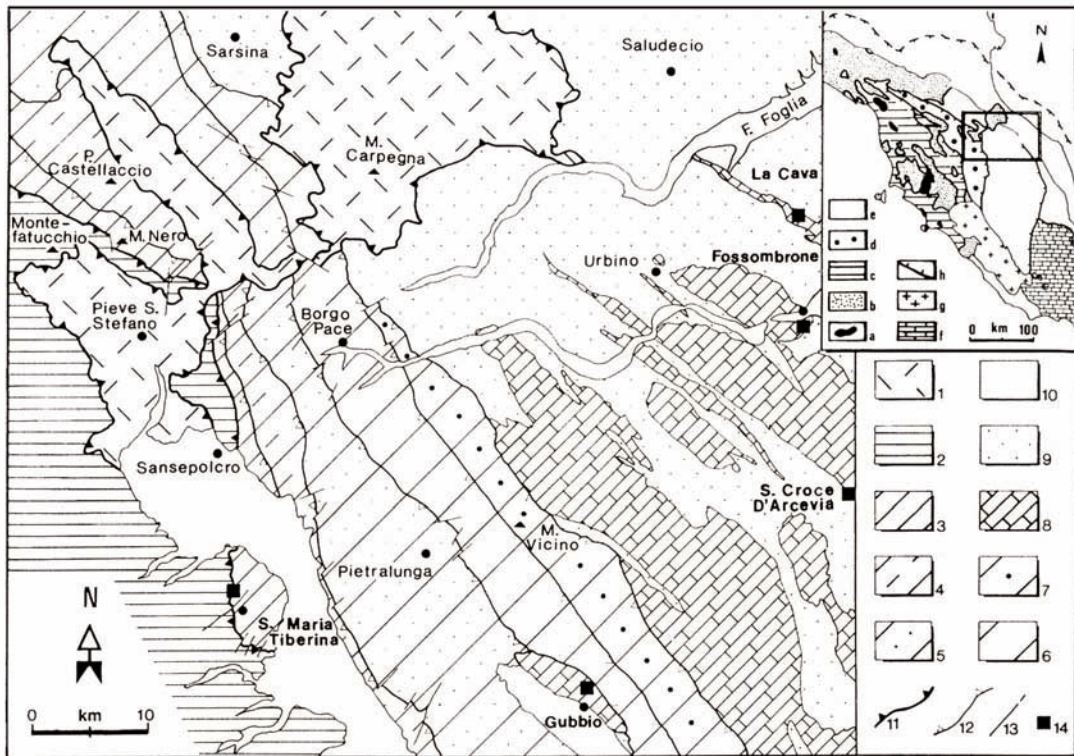 Sarsina
Saludecio
N
M.
Carpegna
F. Foglia
P.
Castellaccio
La Cava
Monte-
fatucchio
M. Nero
Urbino
Fossombrone
Pieve S.
Stefano
Borgo
Pace
Sansepolcro
S. Croce
D'Arcevia
M.
Vicino
Pietralunga
N
S. Maria
Tiberina
Gubbio
0 km 10
e
d
c h
b g
a f
0 km 100
1 10
2 9
3 8
4 7
5 6
11 12 13 14